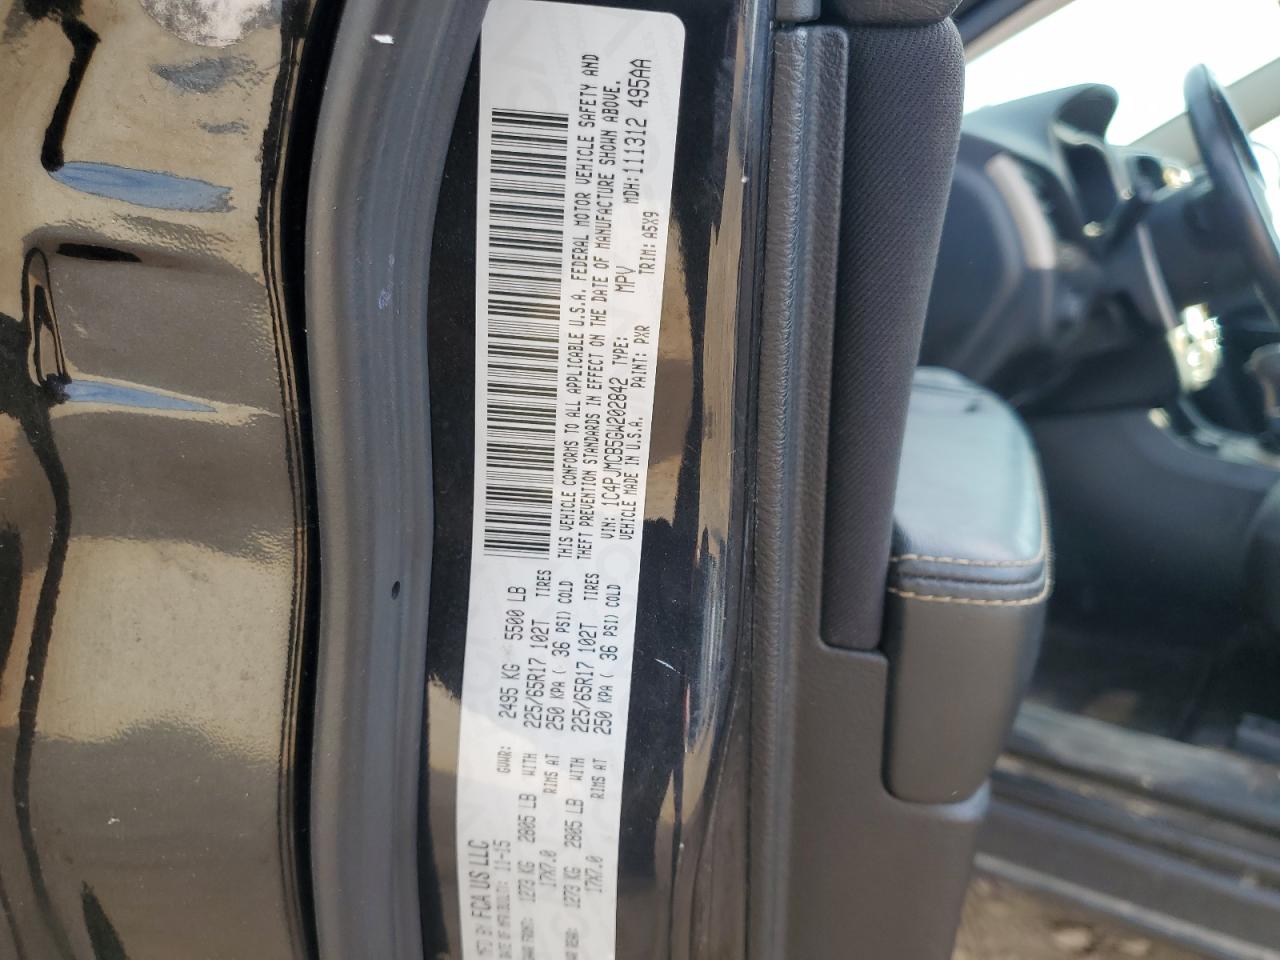 MFD BY: FCA US LLC
DATE OF MFR: 11-15 GVWR: 2495 KG 5500 LB
FRONT: 1273 KG 2805 LB WITH 225/65R17 102T TIRES
17X7.0 RIMS AT 250 KPA ( 36 PSI) COLD
REAR: 1273 KG 2805 LB WITH 225/65R17 102T TIRES
17X7.0 RIMS AT 250 KPA ( 36 PSI) COLD
THIS VEHICLE CONFORMS TO ALL APPLICABLE U.S.A. FEDERAL MOTOR VEHICLE SAFETY AND
THEFT PREVENTION STANDARDS IN EFFECT ON THE DATE OF MANUFACTURE SHOWN ABOVE.
VIN: 1C4PJMCB5GW202842 TYPE: MPV MDH:111312 495AA
VEHICLE MADE IN U.S.A. PAINT: PXR TRIM: A5X9